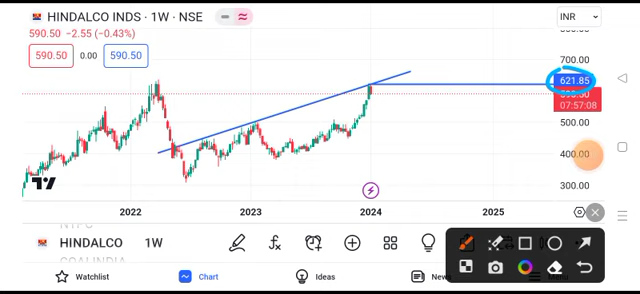 HINDALCO INDS · 1W · NSE
INR
590.50 −2.55 (−0.43%)
590.50 0.00 590.50
700.00
621.85
07:57:08
500.00
400.00
300.00
2022 2023 2024 2025
HINDALCO 1W
COALINDIA
Watchlist Chart Ideas News Menu